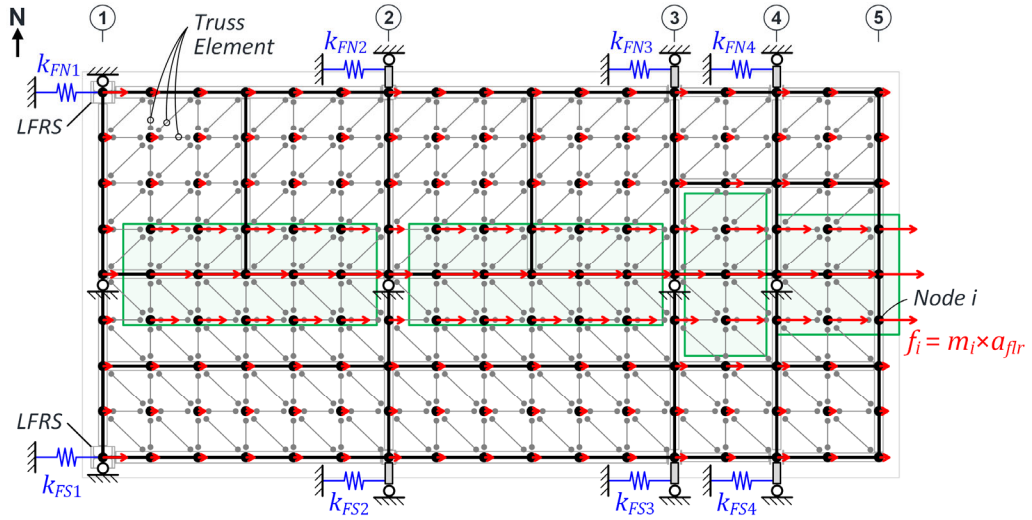 N
1
2
3
4
5
Truss
Element
k_FN1
k_FN2
k_FN3
k_FN4
LFRS
Node i
f_i = m_i×a_flr
LFRS
k_FS1
k_FS2
k_FS3
k_FS4